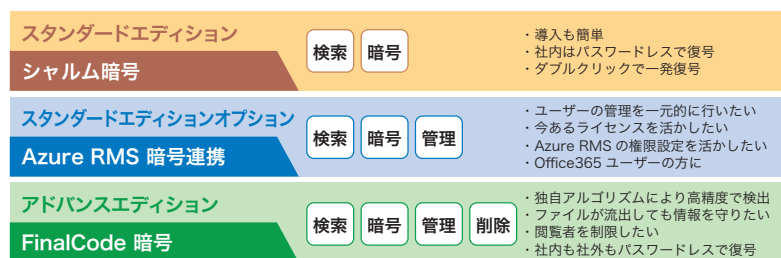 スタンダードエディション
シャルム暗号
検索 暗号
・導入も簡単
・社内はパスワードレスで復号
・ダブルクリックで一発復号
スタンダードエディションオプション
Azure RMS 暗号連携
検索 暗号 管理
・ユーザーの管理を一元的に行いたい
・今あるライセンスを活かしたい
・Azure RMS の権限設定を活かしたい
・Office365 ユーザーの方に
アドバンスエディション
FinalCode 暗号
検索 暗号 管理 削除
・独自アルゴリズムにより高精度で検出
・ファイルが流出しても情報を守りたい
・閲覧者を制限したい
・社内も社外もパスワードレスで復号